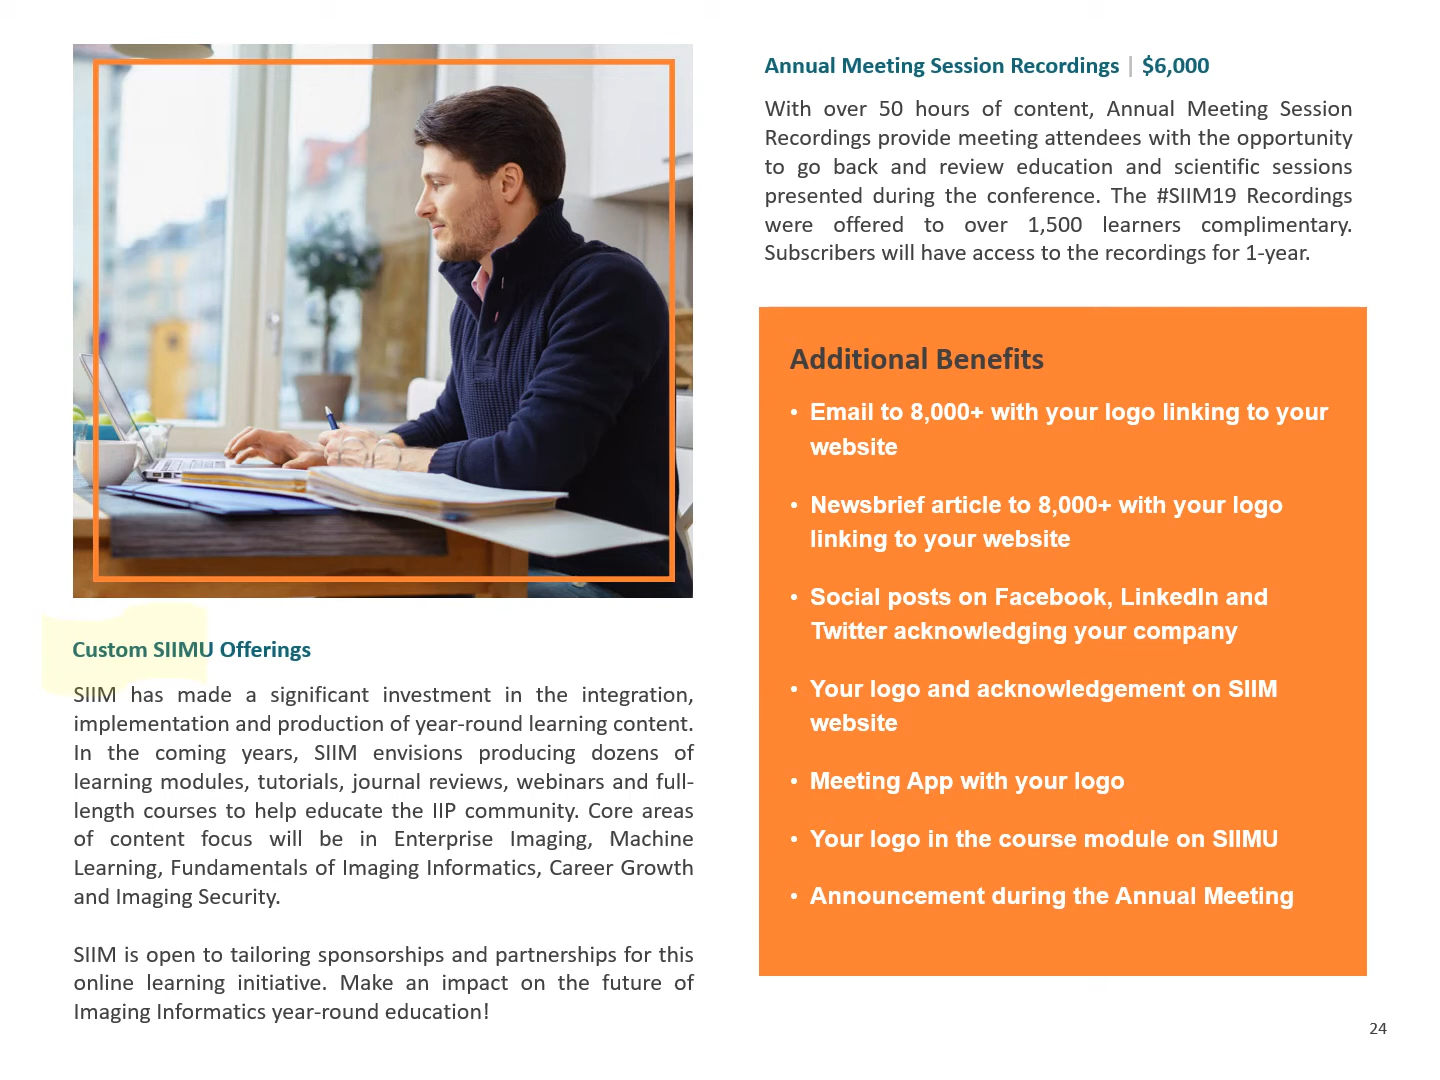 Custom SIIMU Offerings
SIIM has made a significant investment in the integration,
implementation and production of year-round learning content.
In the coming years, SIIM envisions producing dozens of
learning modules, tutorials, journal reviews, webinars and full-
length courses to help educate the IIP community. Core areas
of content focus will be in Enterprise Imaging, Machine
Learning, Fundamentals of Imaging Informatics, Career Growth
and Imaging Security.
SIIM is open to tailoring sponsorships and partnerships for this
online learning initiative. Make an impact on the future of
Imaging Informatics year-round education!
Annual Meeting Session Recordings | $6,000
With over 50 hours of content, Annual Meeting Session
Recordings provide meeting attendees with the opportunity
to go back and review education and scientific sessions
presented during the conference. The #SIIM19 Recordings
were offered to over 1,500 learners complimentary.
Subscribers will have access to the recordings for 1-year.
Additional Benefits
• Email to 8,000+ with your logo linking to your
website
• Newsbrief article to 8,000+ with your logo
linking to your website
• Social posts on Facebook, LinkedIn and
Twitter acknowledging your company
• Your logo and acknowledgement on SIIM
website
• Meeting App with your logo
• Your logo in the course module on SIIMU
• Announcement during the Annual Meeting
24